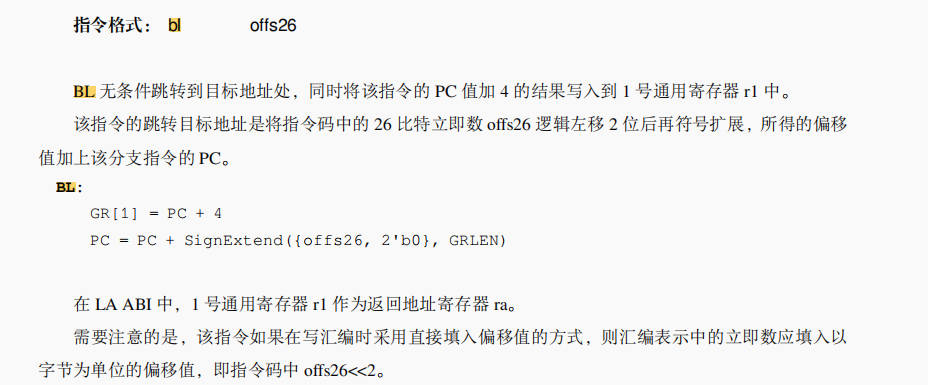 指令格式： bl offs26
BL 无条件跳转到目标地址处，同时将该指令的 PC 值加 4 的结果写入到 1 号通用寄存器 r1 中。
该指令的跳转目标地址是将指令码中的 26 比特立即数 offs26 逻辑左移 2 位后再符号扩展，所得的偏移
值加上该分支指令的 PC。
BL:
GR[1] = PC + 4
PC = PC + SignExtend({offs26, 2'b0}, GRLEN)
在 LA ABI 中，1 号通用寄存器 r1 作为返回地址寄存器 ra。
需要注意的是，该指令如果在写汇编时采用直接填入偏移值的方式，则汇编表示中的立即数应填入以
字节为单位的偏移值，即指令码中 offs26<<2。